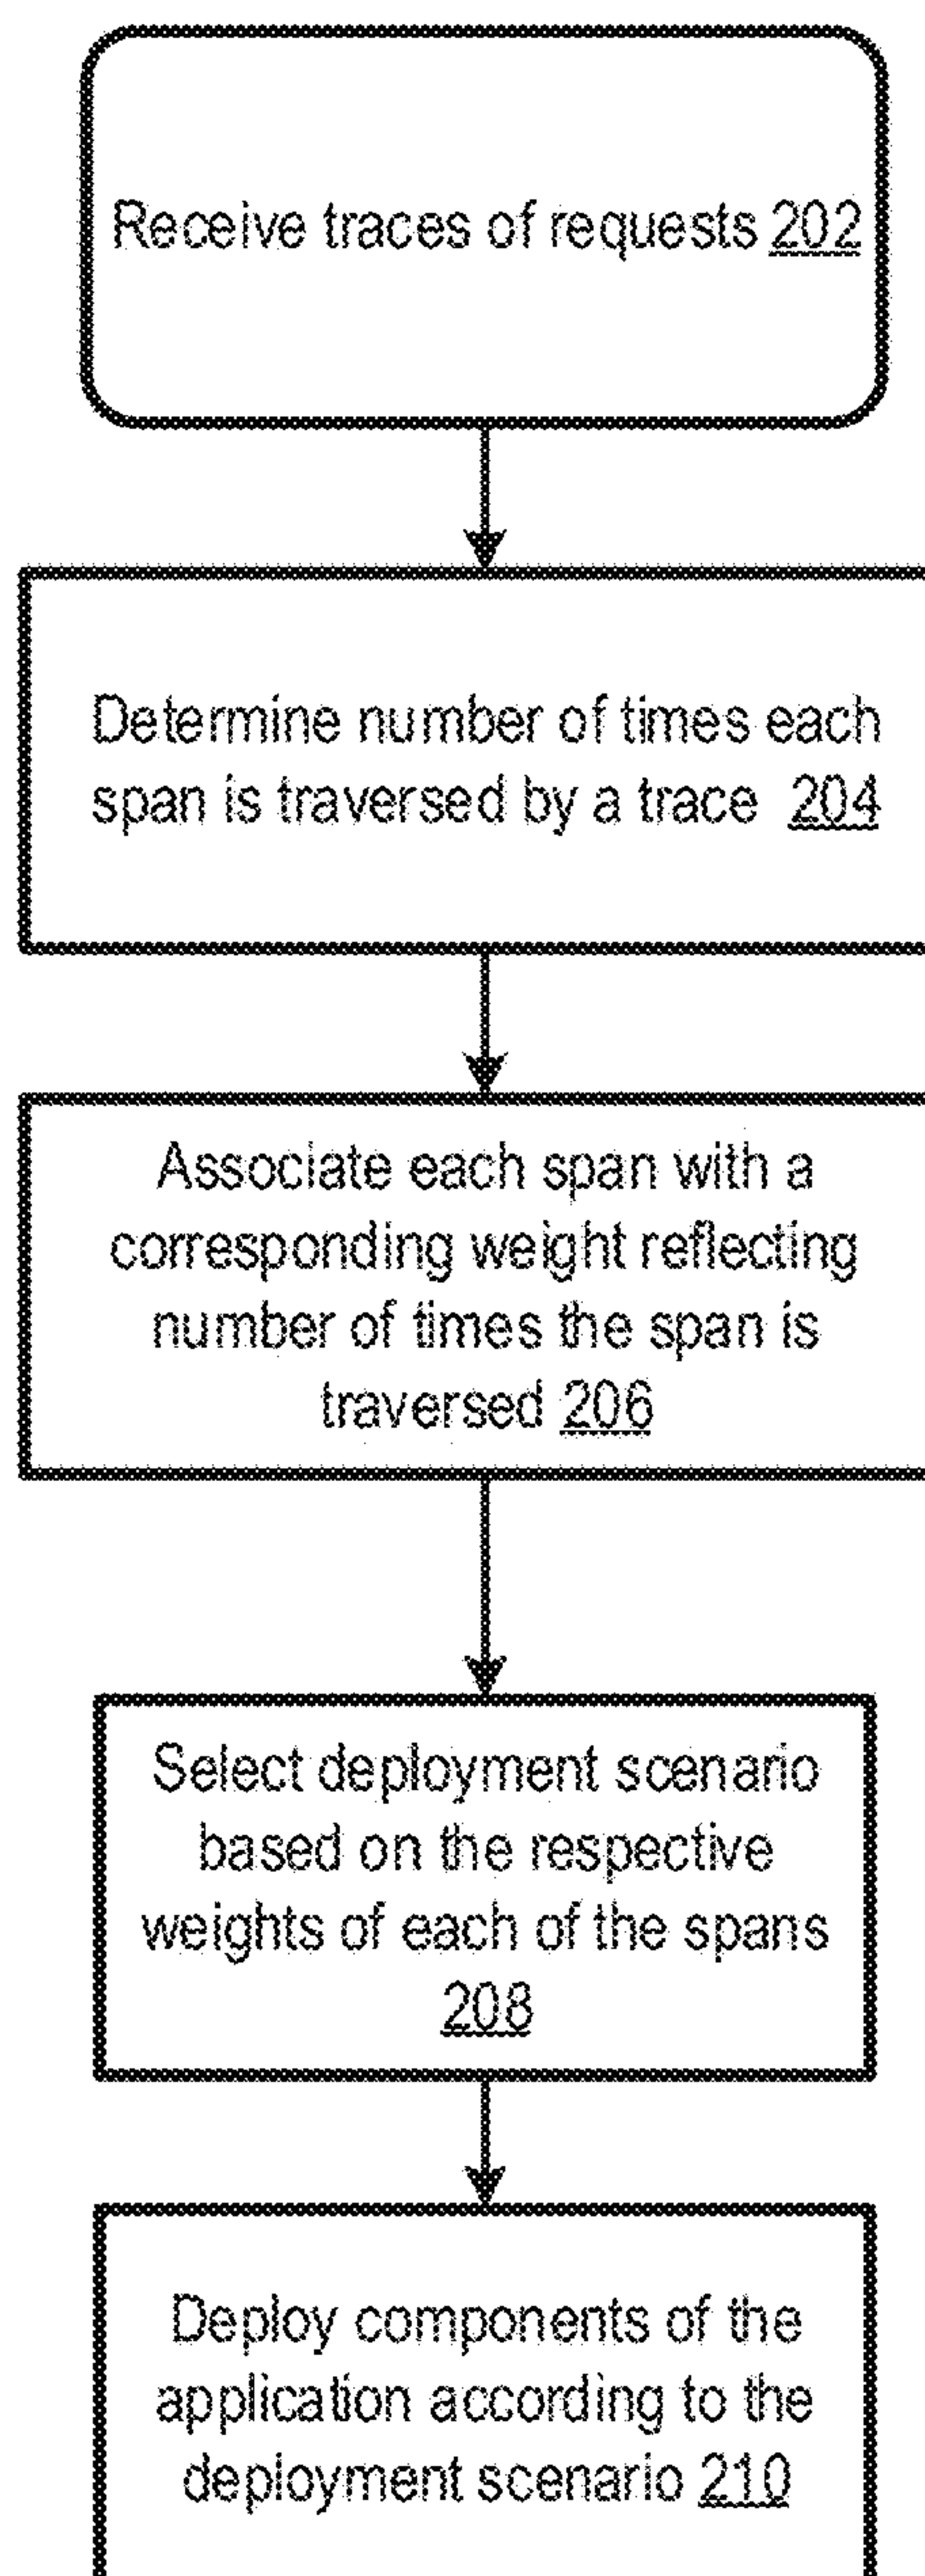 Receive traces of requests 202
Determine number of times each
span is traversed by a trace 204
Associate each span with a
corresponding weight reflecting
number of times the span is
traversed 206
Select deployment scenario
based on the respective
weights of each of the spans
208
Deploy components of the
application according to the
deployment scenario 210